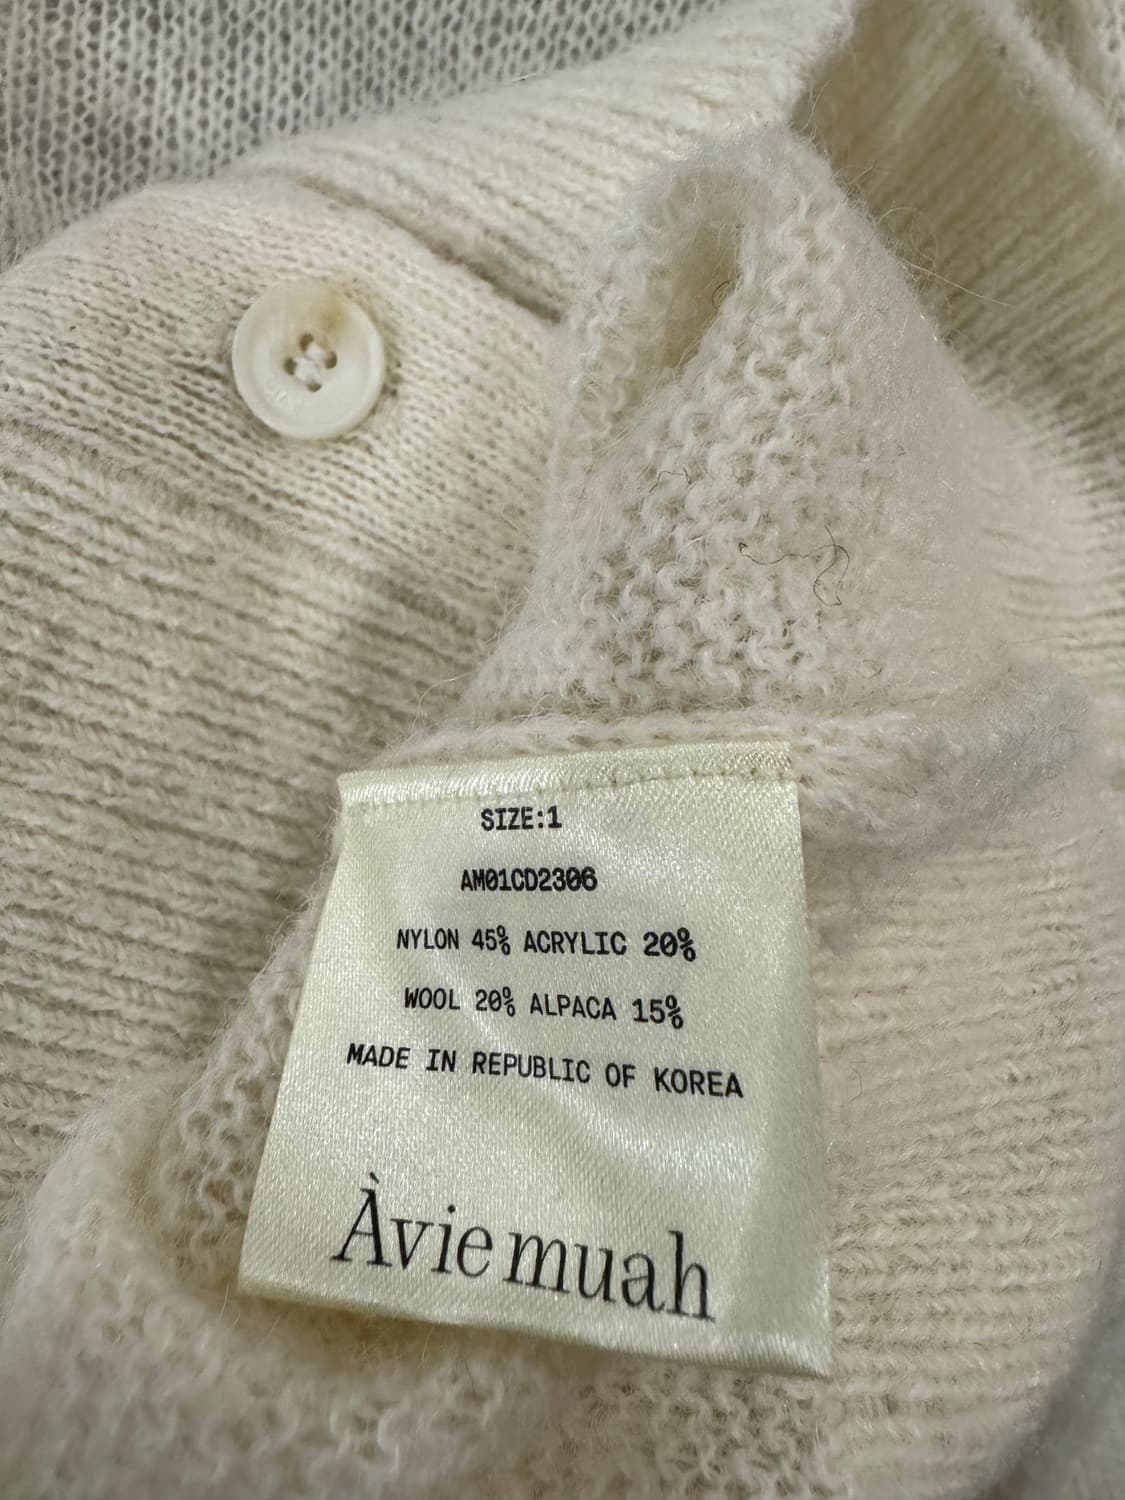 SIZE:1
AM01CD2306
NYLON 45% ACRYLIC 20%
WOOL 20% ALPACA 15%
MADE IN REPUBLIC OF KOREA
Àvie muah